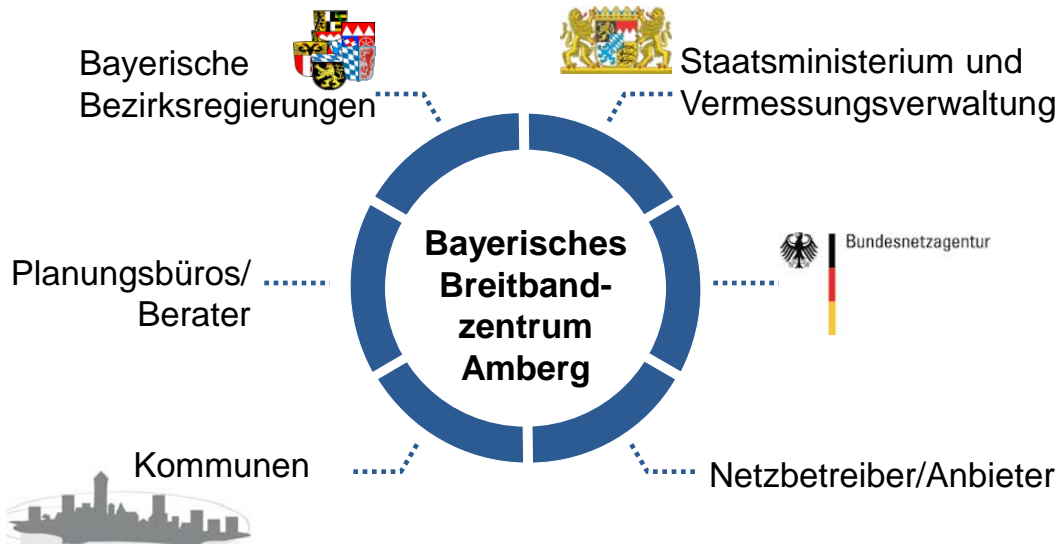 Bayerische
Bezirksregierungen
Staatsministerium und
Vermessungsverwaltung
Bayerisches
Breitband-
zentrum
Amberg
Bundesnetzagentur
Planungsbüros/
Berater
Kommunen
Netzbetreiber/Anbieter